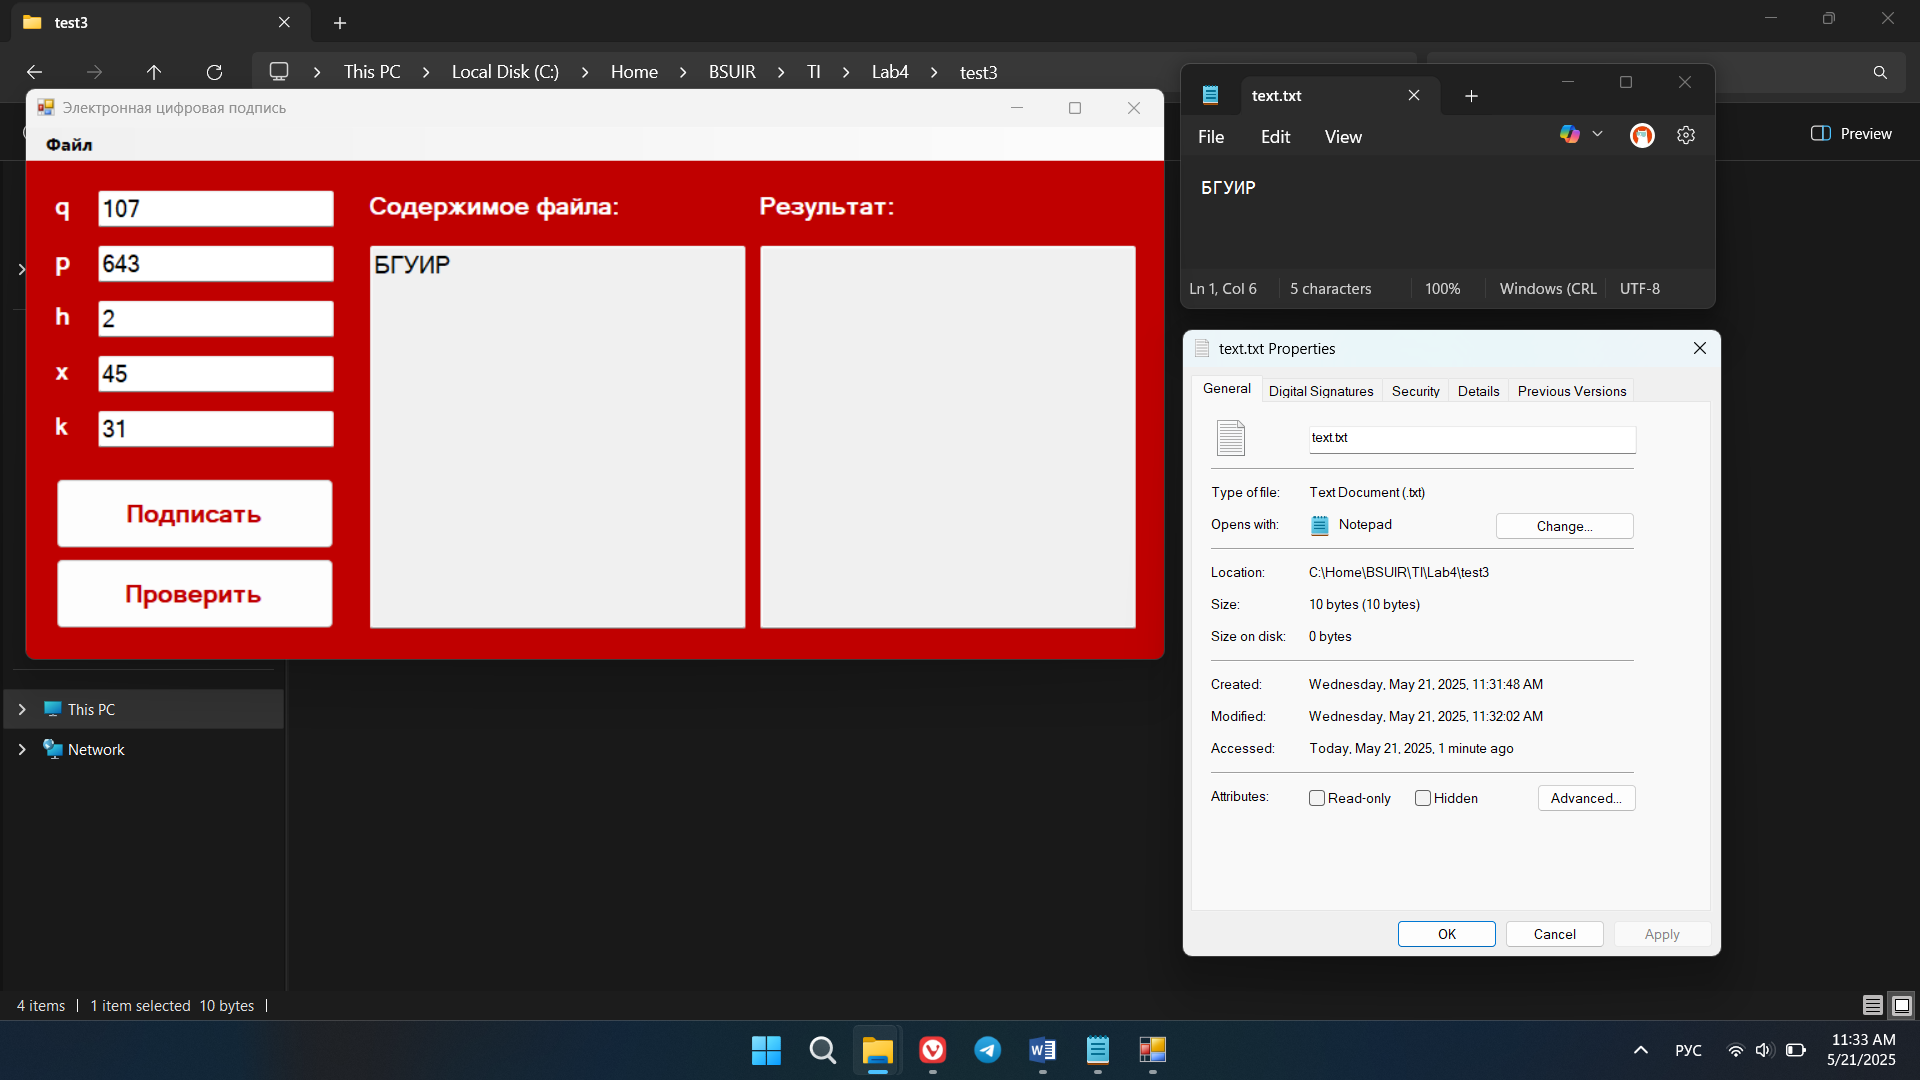 test3
This PC > Local Disk (C:) > Home > BSUIR > TI > Lab4 > test3
Preview
Электронная цифровая подпись
Файл
q 107
p 643
h 2
x 45
k 31
Подписать
Проверить
Содержимое файла:
БГУИР
Результат:
text.txt
File Edit View
БГУИР
Ln 1, Col 6 5 characters 100% Windows (CRL UTF-8
text.txt Properties
General Digital Signatures Security Details Previous Versions
text.txt
Type of file: Text Document (.txt)
Opens with: Notepad Change...
Location: C:\Home\BSUIR\TI\Lab4\test3
Size: 10 bytes (10 bytes)
Size on disk: 0 bytes
Created: Wednesday, May 21, 2025, 11:31:48 AM
Modified: Wednesday, May 21, 2025, 11:32:02 AM
Accessed: Today, May 21, 2025, 1 minute ago
Attributes: Read-only Hidden Advanced...
OK Cancel Apply
This PC
Network
4 items 1 item selected 10 bytes
РУС
11:33 AM
5/21/2025